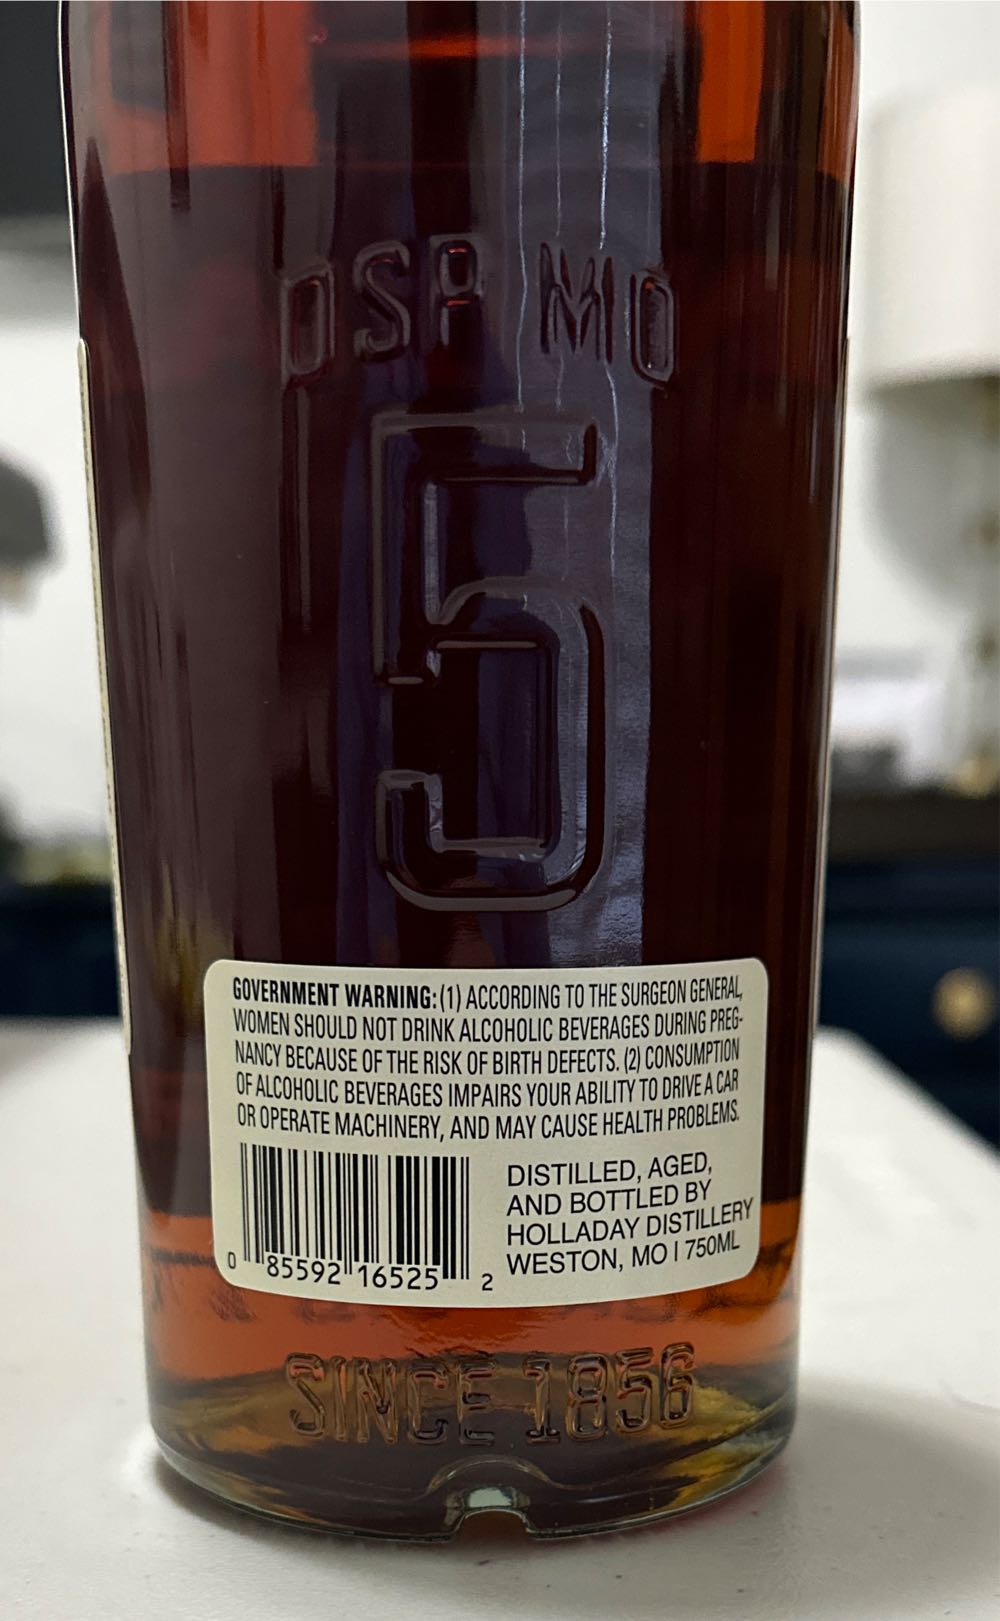 DSP MO
5
GOVERNMENT WARNING: (1) ACCORDING TO THE SURGEON GENERAL,
WOMEN SHOULD NOT DRINK ALCOHOLIC BEVERAGES DURING PREG-
NANCY BECAUSE OF THE RISK OF BIRTH DEFECTS. (2) CONSUMPTION
OF ALCOHOLIC BEVERAGES IMPAIRS YOUR ABILITY TO DRIVE A CAR
OR OPERATE MACHINERY, AND MAY CAUSE HEALTH PROBLEMS.
DISTILLED, AGED,
AND BOTTLED BY
HOLLADAY DISTILLERY
WESTON, MO | 750ML
0 85592 16525 2
SINCE 1856